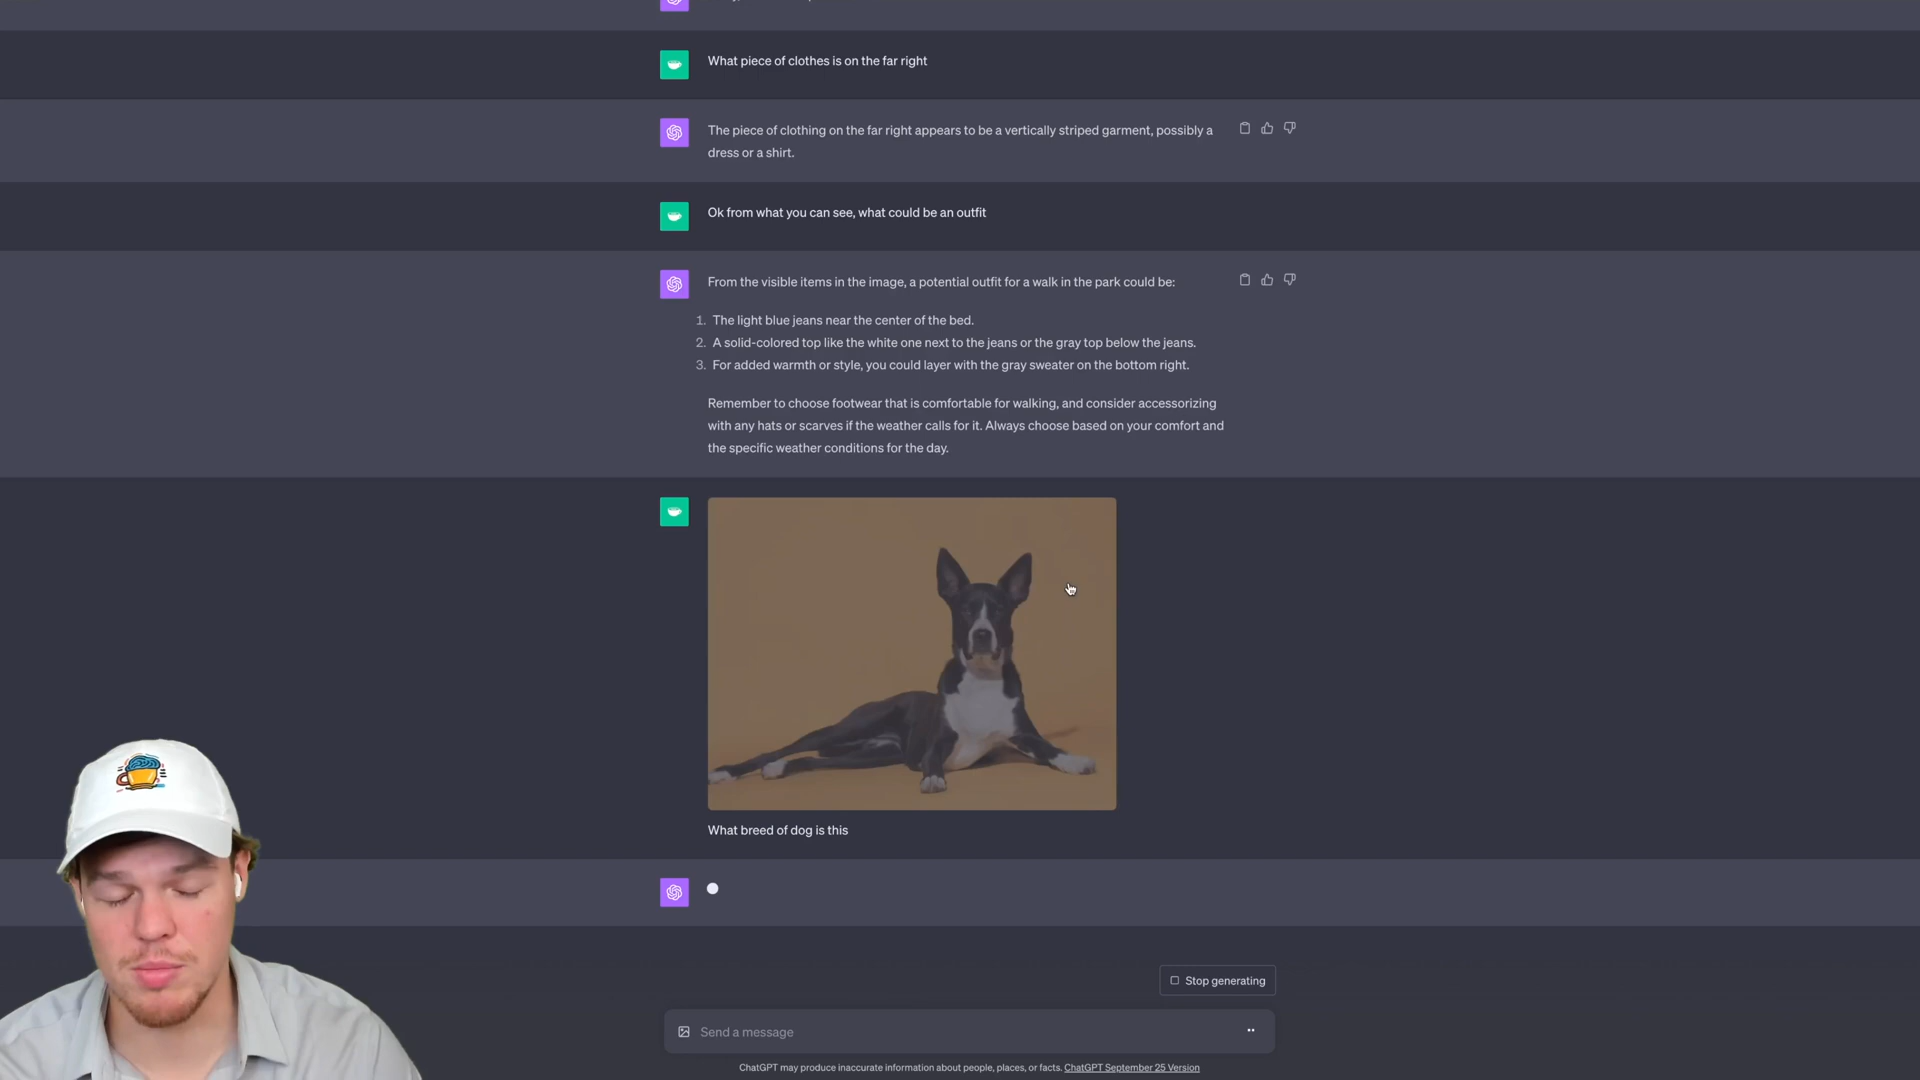 What piece of clothes is on the far right
The piece of clothing on the far right appears to be a vertically striped garment, possibly a
dress or a shirt.
Ok from what you can see, what could be an outfit
From the visible items in the image, a potential outfit for a walk in the park could be:
1. The light blue jeans near the center of the bed.
2. A solid-colored top like the white one next to the jeans or the gray top below the jeans.
3. For added warmth or style, you could layer with the gray sweater on the bottom right.
Remember to choose footwear that is comfortable for walking, and consider accessorizing
with any hats or scarves if the weather calls for it. Always choose based on your comfort and
the specific weather conditions for the day.
What breed of dog is this
Stop generating
Send a message
ChatGPT may produce inaccurate information about people, places, or facts. ChatGPT September 25 Version